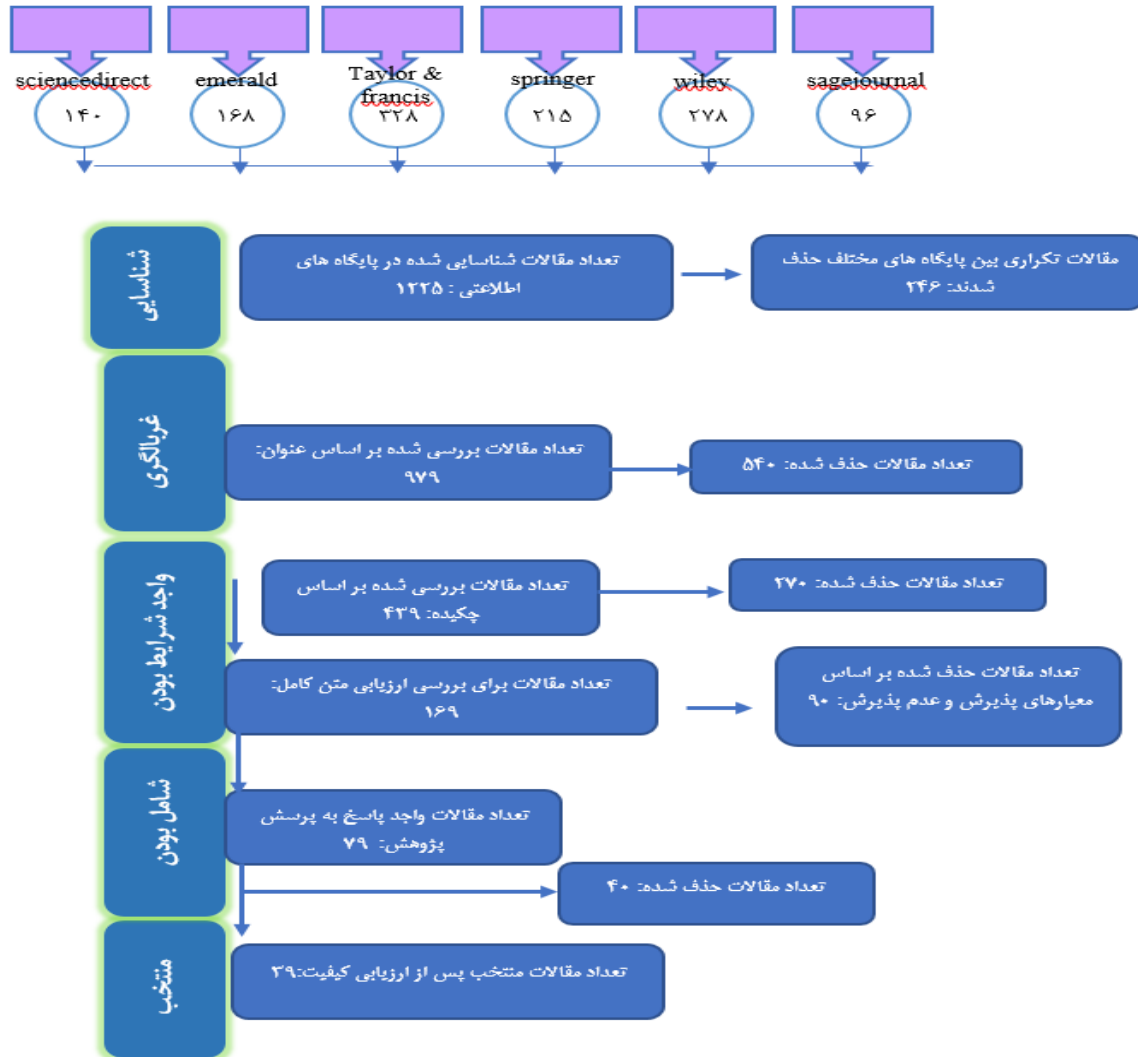 sciencedirect
emerald
Taylor &
francis
springer
wiley
sagejournal
۱۴۰
۱۶۸
۳۲۸
۲۱۵
۲۷۸
۹۶
شناسایی
تعداد مقالات شناسایی شده در پایگاه های
اطلاعتی : ۱۲۲۵
مقالات تکراری بین پایگاه های مختلف حذف
شدند: ۲۴۶
غربالگری
تعداد مقالات بررسی شده بر اساس عنوان:
۹۷۹
تعداد مقالات حذف شده: ۵۴۰
واجد شرایط بودن
تعداد مقالات بررسی شده بر اساس
چکیده: ۴۳۹
تعداد مقالات حذف شده: ۲۷۰
تعداد مقالات برای بررسی ارزیابی متن کامل:
۱۶۹
تعداد مقالات حذف شده بر اساس
معیارهای پذیرش و عدم پذیرش: ۹۰
شامل بودن
تعداد مقالات واجد پاسخ به پرسش
پژوهش: ۷۹
تعداد مقالات حذف شده: ۴۰
منتخب
تعداد مقالات منتخب پس از ارزیابی کیفیت:۳۹